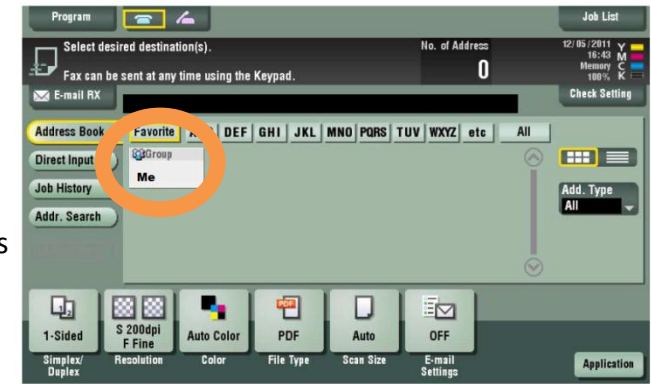 Program
Job List
Select desired destination(s).
No. of Address
12/05/2011
16:43
Memory
100%
Y
M
C
K
Fax can be sent at any time using the Keypad.
0
E-mail RX
Check Setting
Address Book
Favorite
DEF
GHI
JKL
MNO
PQRS
TUV
WXYZ
etc
All
Direct Input
Group
Me
Job History
Add. Type
All
Addr. Search
s
1-Sided
S 200dpi
F Fine
Auto Color
PDF
Auto
OFF
Simplex/
Duplex
Resolution
Color
File Type
Scan Size
E-mail
Settings
Application